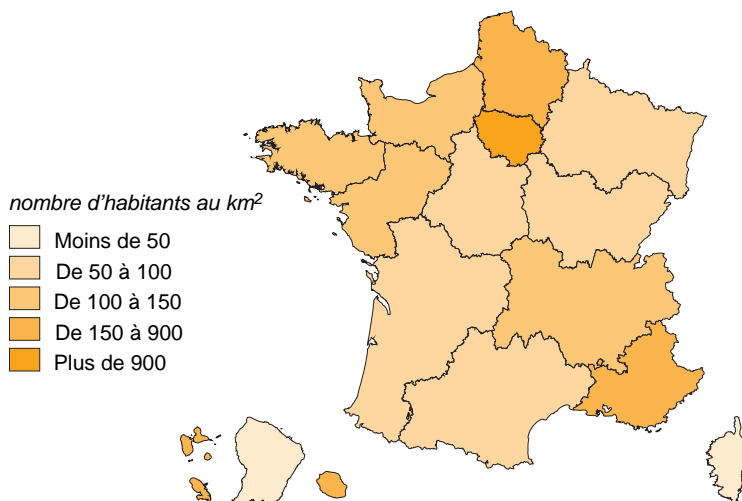 nombre d'habitants au km²
Moins de 50
De 50 à 100
De 100 à 150
De 150 à 900
Plus de 900